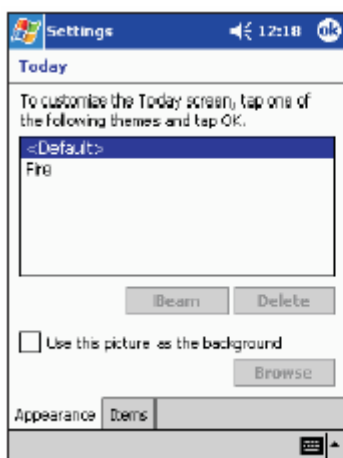 Settings 12:18 ok
Today
To customize the Today screen, tap one of
the following themes and tap OK.
<Default>
Fire
Beam Delete
Use this picture as the background
Browse
Appearance Items